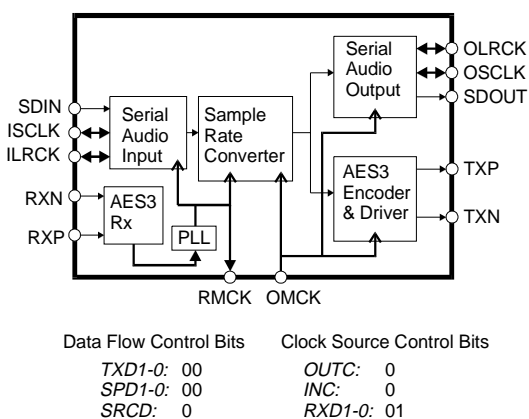 Serial
Audio
Output
OLRCK
OSCLK
SDOUT
SDIN
ISCLK
ILRCK
Serial
Audio
Input
Sample
Rate
Converter
RXN
RXP
AES3
Rx
PLL
AES3
Encoder
& Driver
TXP
TXN
RMCK OMCK
Data Flow Control Bits
TXD1-0: 00
SPD1-0: 00
SRCD: 0
Clock Source Control Bits
OUTC: 0
INC: 0
RXD1-0: 01